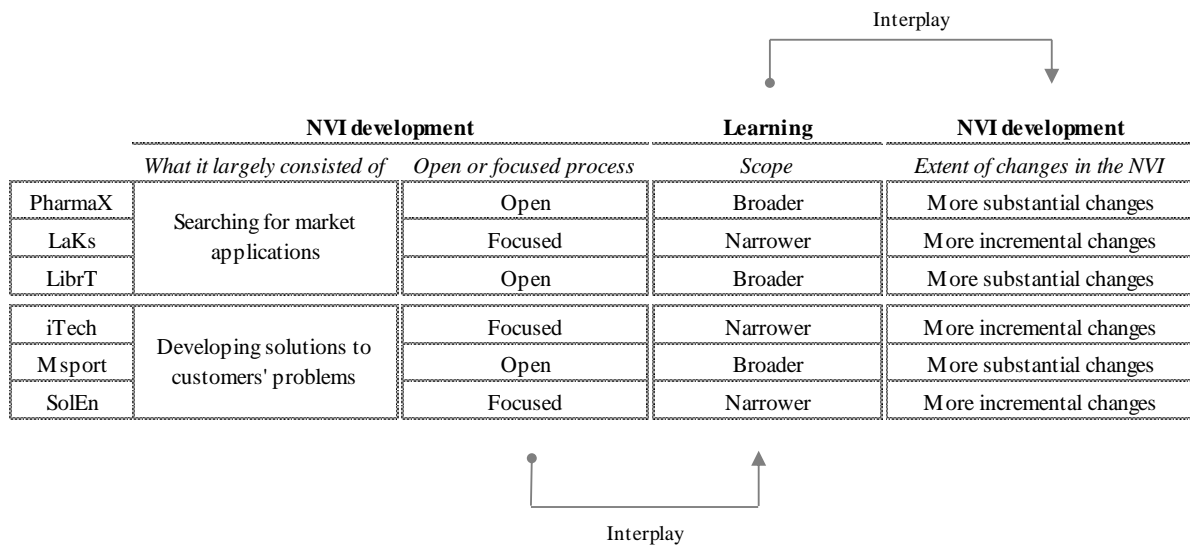 Interplay
NVI development Learning NVI development
What it largely consisted of Open or focused process Scope Extent of changes in the NVI
PharmaX Searching for market applications Open Broader More substantial changes
LaKs Focused Narrower More incremental changes
LibrT Open Broader More substantial changes
iTech Developing solutions to customers' problems Focused Narrower More incremental changes
Msport Open Broader More substantial changes
SolEn Focused Narrower More incremental changes
Interplay